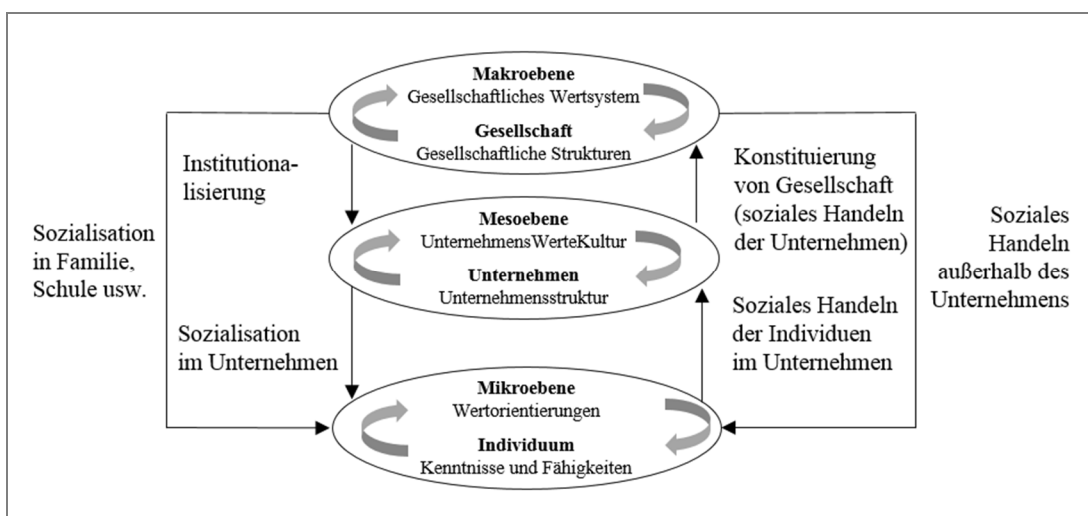 Makroebene
Gesellschaftliches Wertsystem
Gesellschaft
Gesellschaftliche Strukturen
Institutiona-
lisierung
Konstituierung
von Gesellschaft
(soziales Handeln
der Unternehmen)
Sozialisation
in Familie,
Schule usw.
Mesoebene
UnternehmensWerteKultur
Unternehmen
Unternehmensstruktur
Soziales
Handeln
außerhalb des
Unternehmens
Sozialisation
im Unternehmen
Soziales Handeln
der Individuen
im Unternehmen
Mikroebene
Wertorientierungen
Individuum
Kenntnisse und Fähigkeiten